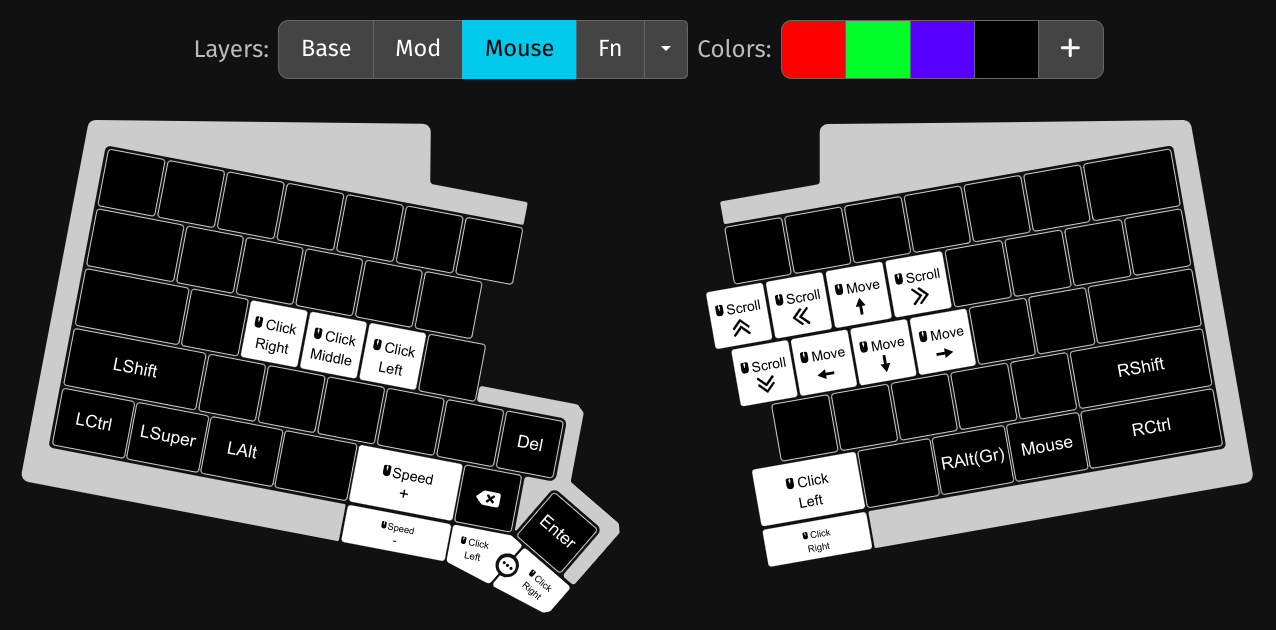 Layers: Base Mod Mouse Fn Colors: +
Click
Right
Click
Middle
Click
Left
LShift
LCtrl
LSuper
LAlt
Del
Speed
+
Speed
-
Click
Left
Click
Right
Enter
Scroll
Scroll
Move
Scroll
Scroll
Move
Move
Move
RShift
Click
Left
RAlt(Gr)
Mouse
RCtrl
Click
Right